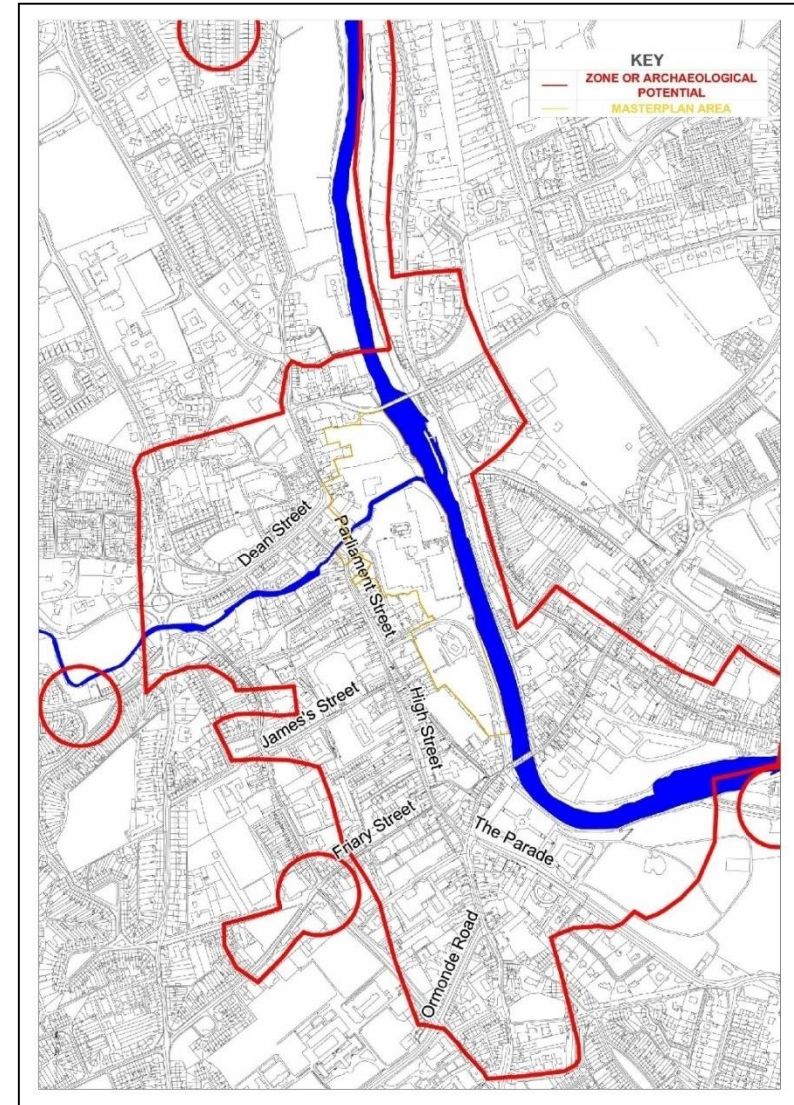 KEY
ZONE OR ARCHAEOLOGICAL
POTENTIAL
MASTERPLAN AREA
Dean Street
Parliament Street
James's Street
High Street
Friary Street
The Parade
Ormonde Road